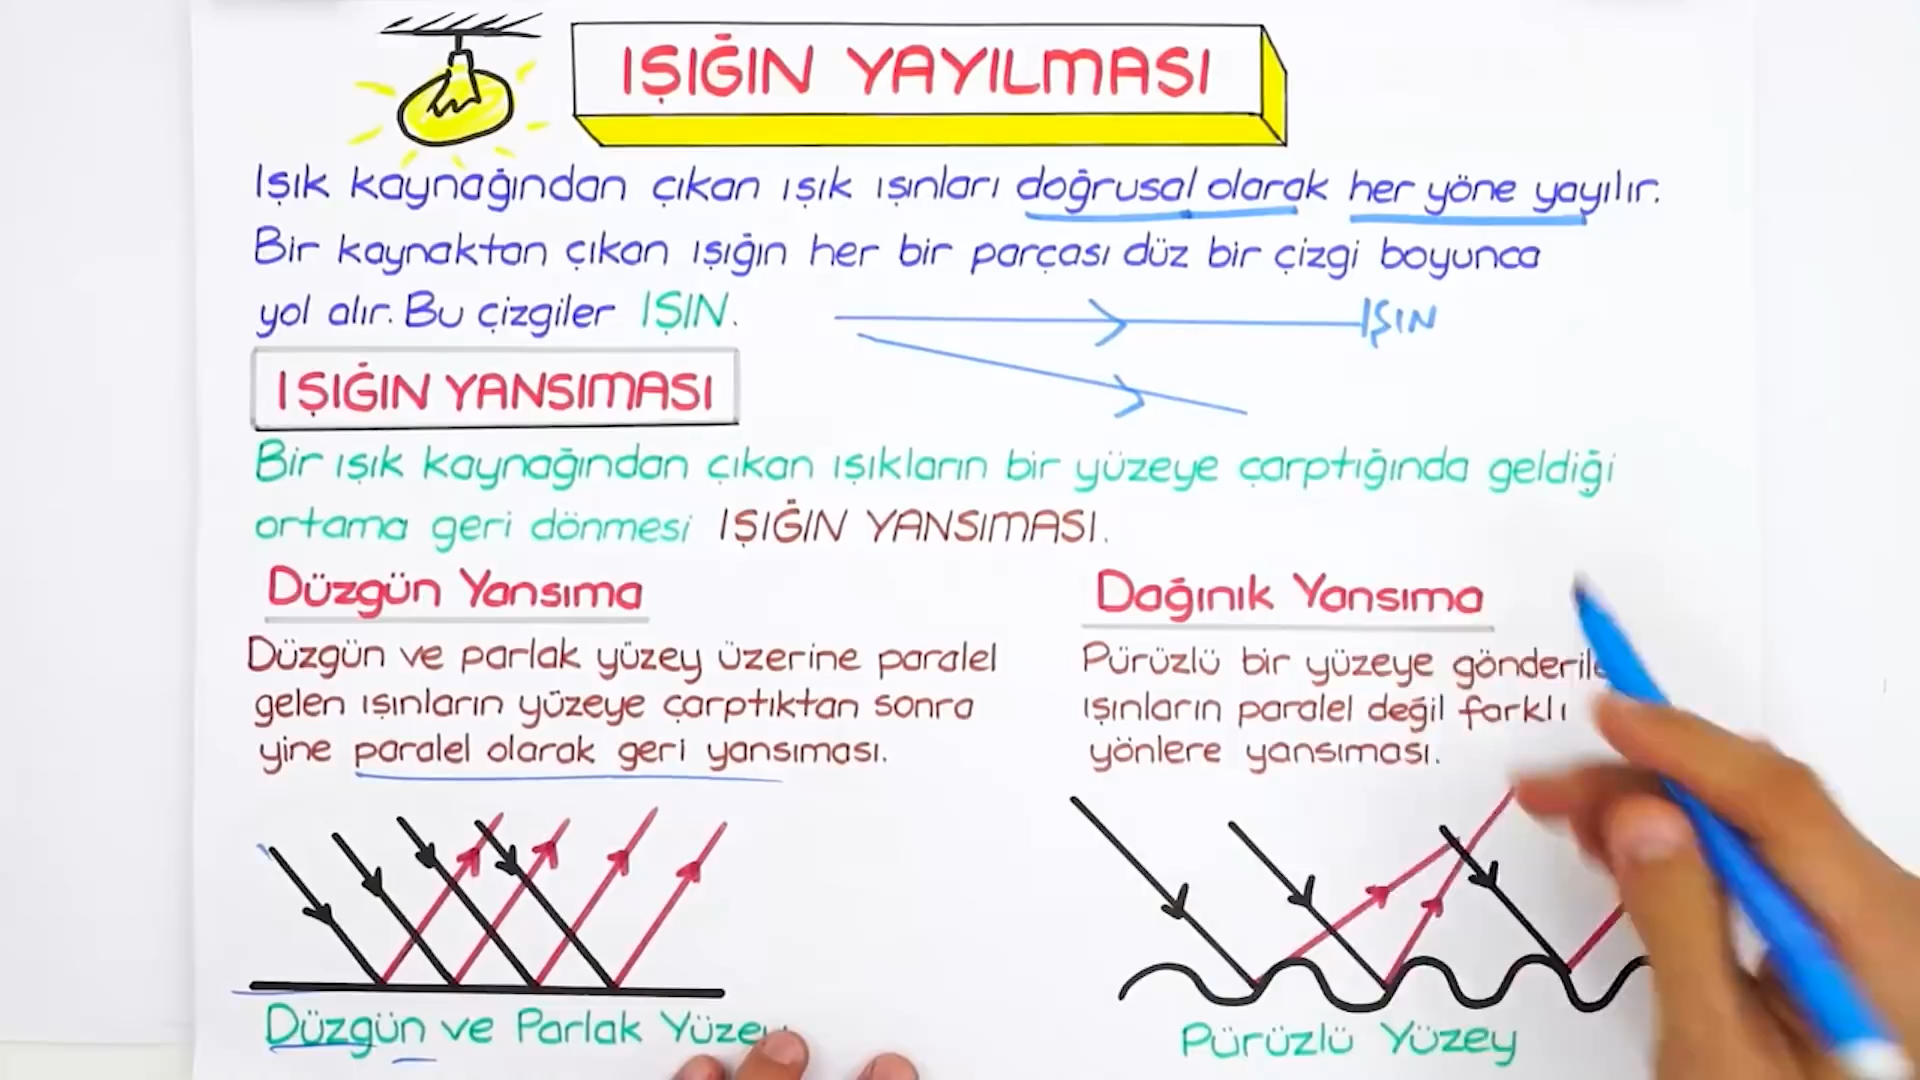 IŞIĞIN YAYILMASI
Işık kaynağından çıkan ışık ışınları doğrusal olarak her yöne yayılır.
Bir kaynaktan çıkan ışığın her bir parçası düz bir çizgi boyunca
yol alır. Bu çizgiler IŞIN.
IŞIN
IŞIĞIN YANSIMASI
Bir ışık kaynağından çıkan ışıkların bir yüzeye çarptığında geldiği
ortama geri dönmesi IŞIĞIN YANSIMASI.
Düzgün Yansıma
Düzgün ve parlak yüzey üzerine paralel
gelen ışınların yüzeye çarptıktan sonra
yine paralel olarak geri yansıması.
Düzgün ve Parlak
Dağınık Yansıma
Pürüzlü bir yüzeye
ışınların paralel değil farklı
yönlere yansıması.
Pürüzlü Yüzey